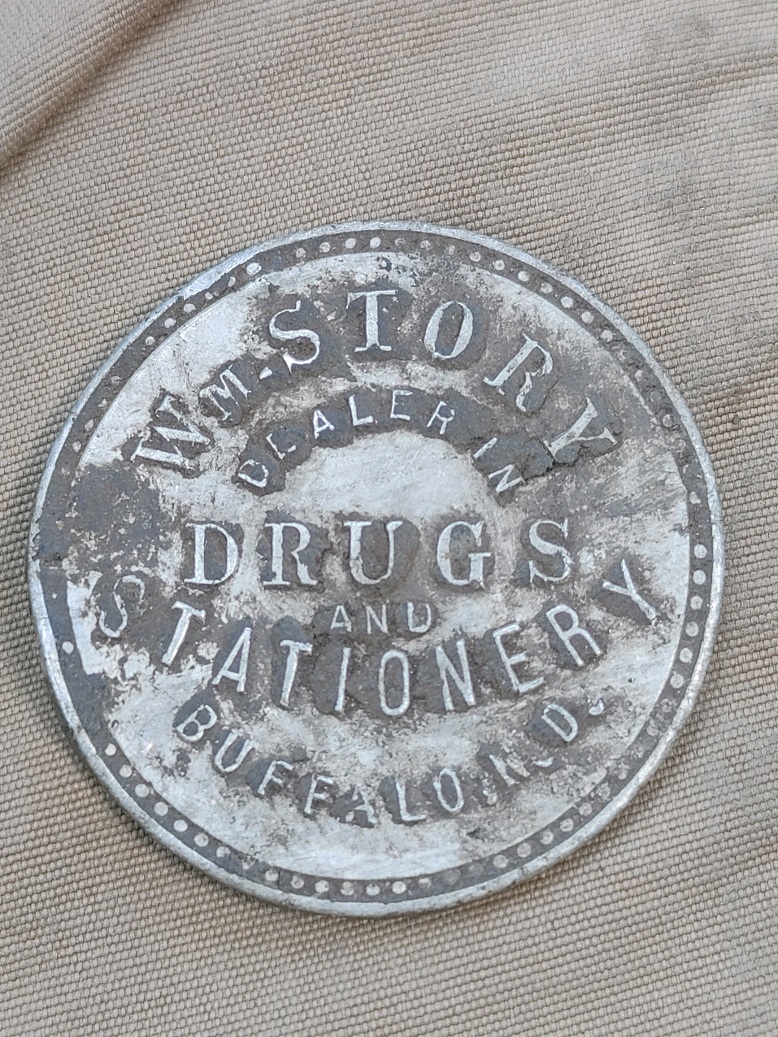 Wm. STORY
DEALER IN
DRUGS
AND
STATIONERY
BUFFALO, N.D.